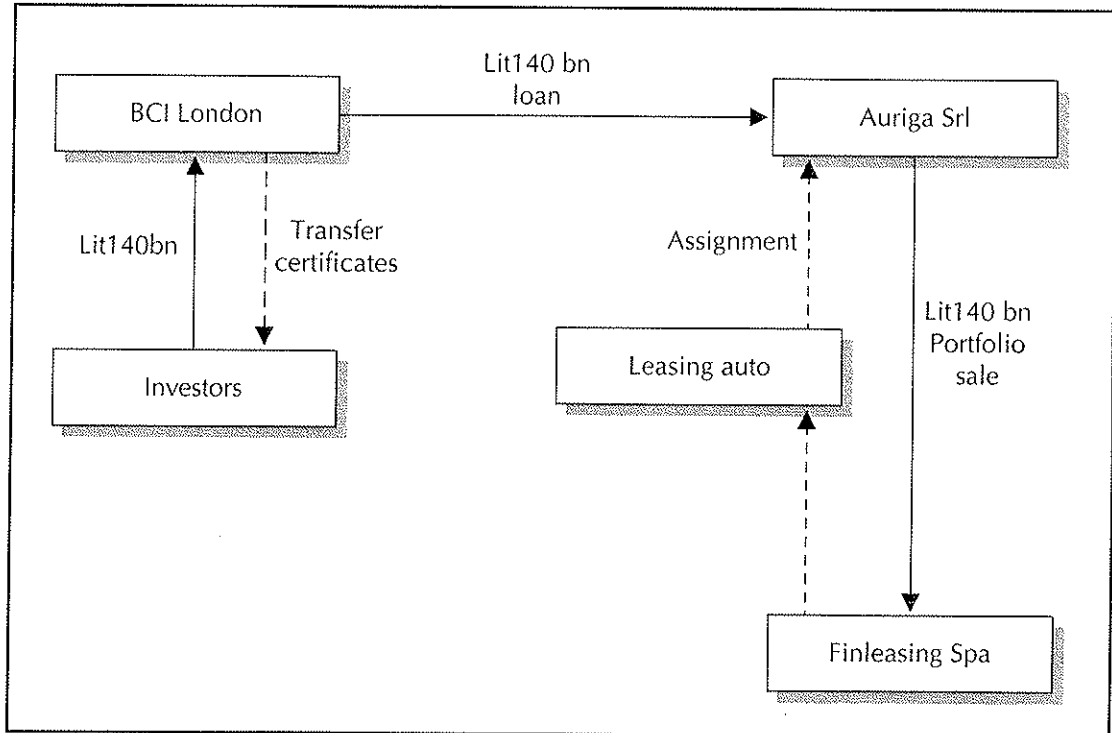 Lit140 bn
loan
BCI London
Auriga Srl
Lit140bn
Transfer
certificates
Assignment
Lit140 bn
Portfolio
sale
Leasing auto
Investors
Finleasing Spa